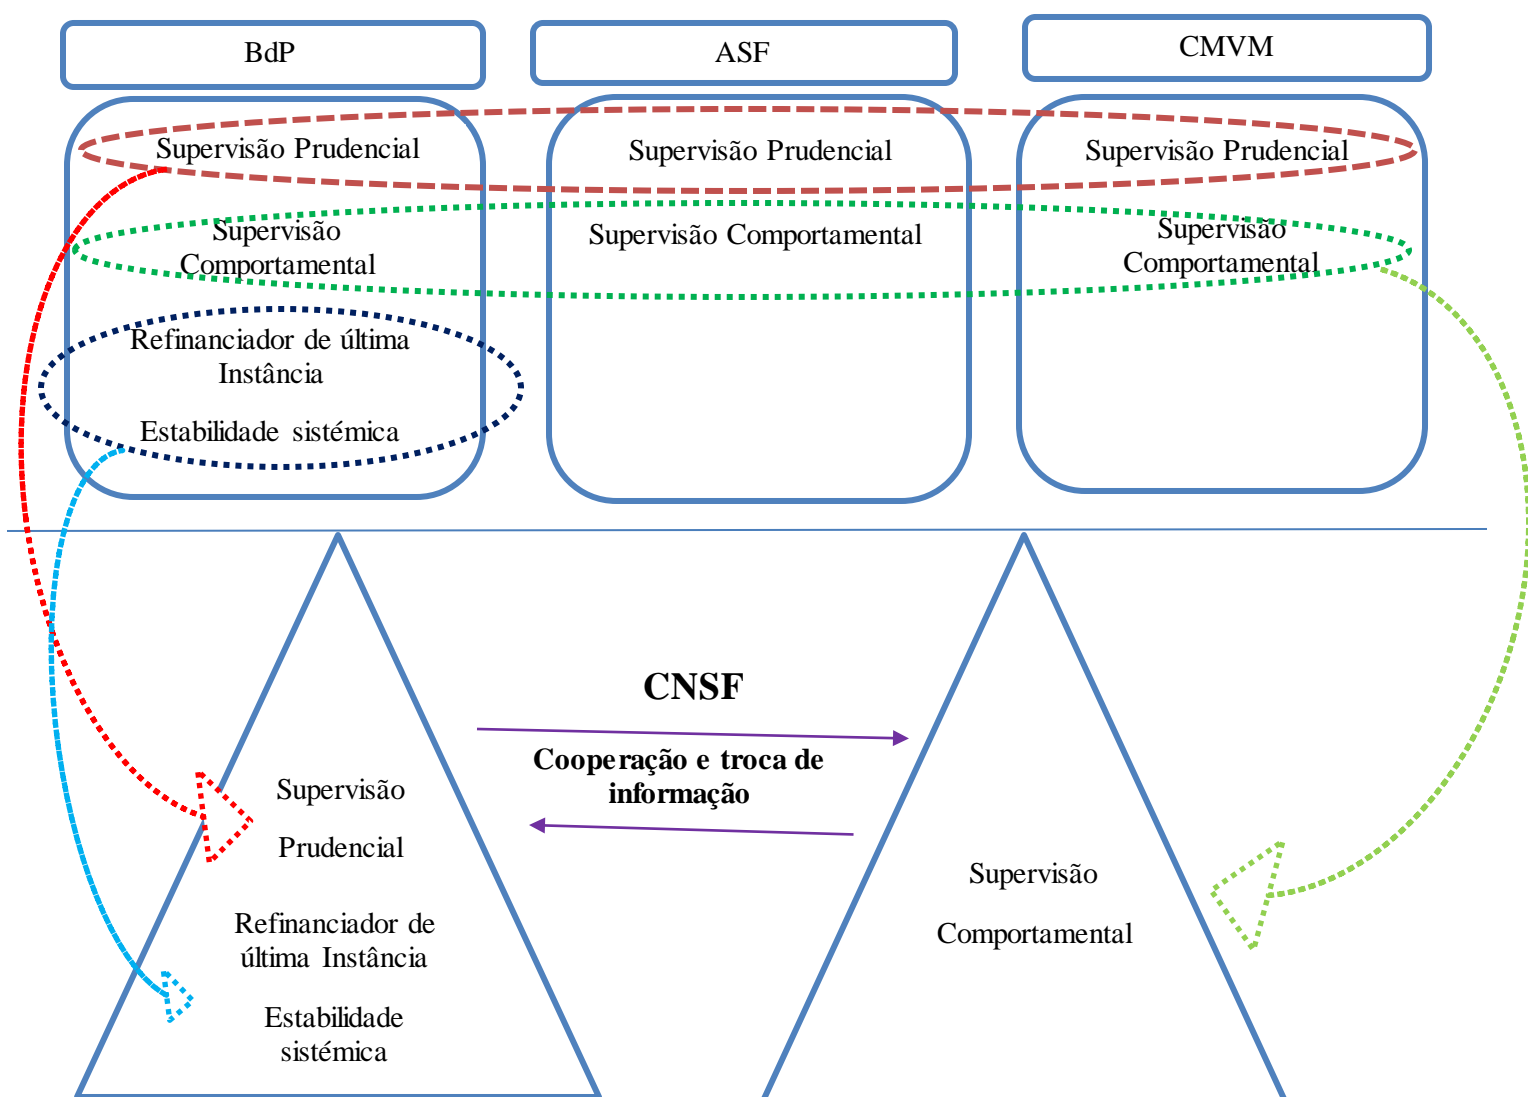 BdP
ASF
CMVM
Supervisão Prudencial
Supervisão Prudencial
Supervisão Prudencial
Supervisão
Comportamental
Supervisão Comportamental
Supervisão
Comportamental
Refinanciador de última
Instância
Estabilidade sistémica
CNSF
Cooperação e troca de
informação
Supervisão
Prudencial
Refinanciador de
última Instância
Estabilidade
sistémica
Supervisão
Comportamental